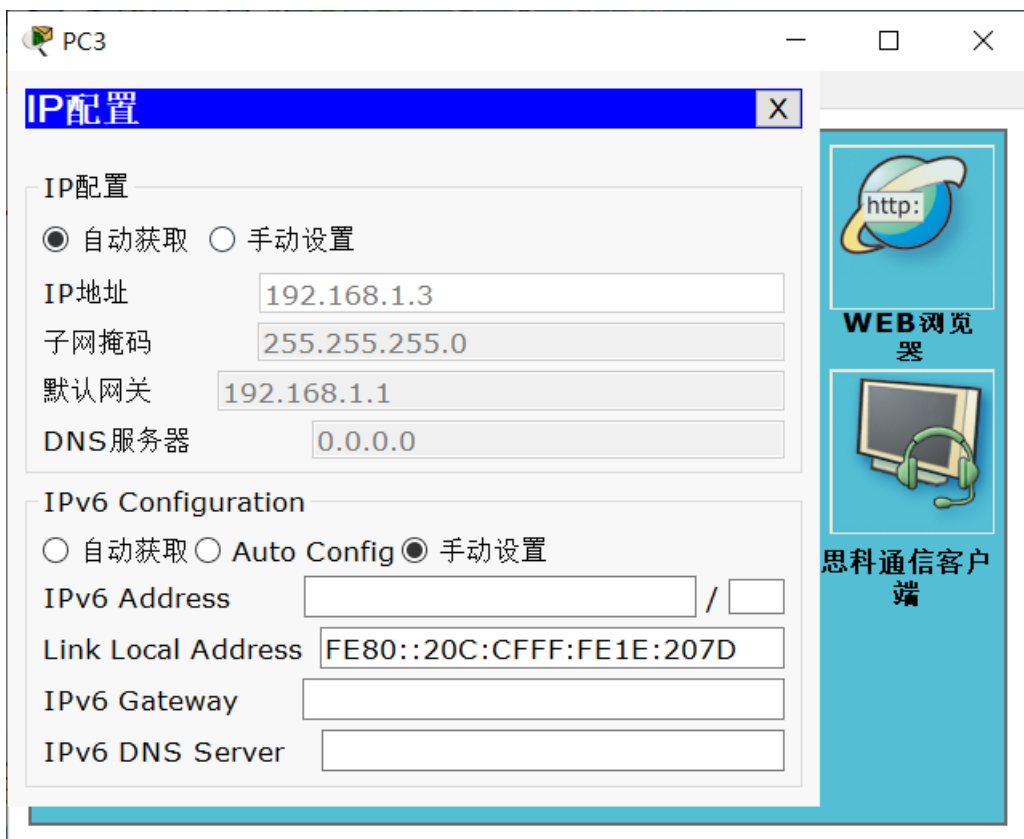 PC3
IP配置
X
IP配置
自动获取 手动设置
IP地址 192.168.1.3
子网掩码 255.255.255.0
默认网关 192.168.1.1
DNS服务器 0.0.0.0
IPv6 Configuration
自动获取 Auto Config 手动设置
IPv6 Address /
Link Local Address FE80::20C:CFFF:FE1E:207D
IPv6 Gateway
IPv6 DNS Server
http:
WEB浏览
器
思科通信客户
端